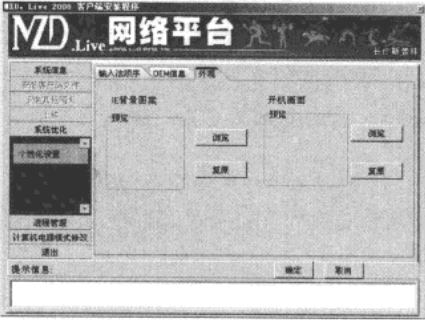 MZD. Live 2000 客户端安装程序
MZD.Live 网络平台
系统信息
上传
系统优化
个性化设置
进程管理
计算机电源模式修改
退出
输入法顺序 OEM信息 外观
IE背景图案
预览
浏览
复原
开机画面
预览
浏览
复原
提示信息:
确定 取消